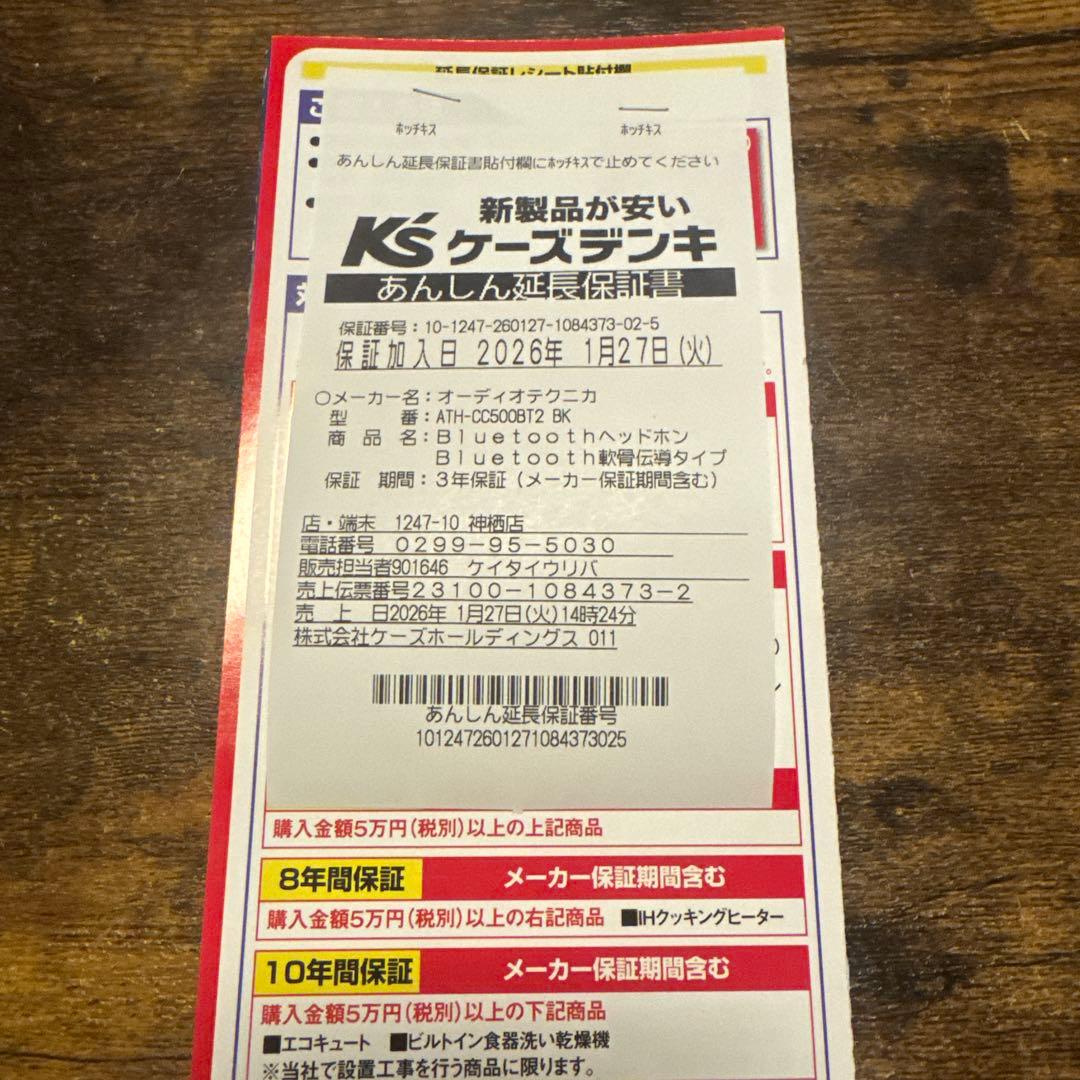 延長保証レシート貼付欄
ホッチキス ホッチキス
あんしん延長保証書貼付欄にホッチキスで止めてください
新製品が安い
K's ケーズデンキ
あんしん延長保証書
保証番号：10-1247-260127-1084373-02-5
保証加入日 2026年 1月27日(火)
○メーカー名：オーディオテクニカ
型 番：ATH-CC500BT2 BK
商 品 名：Bluetoothヘッドホン
Bluetooth軟骨伝導タイプ
保証 期間：3年保証（メーカー保証期間含む）
店・端末 1247-10 神栖店
電話番号 0299-95-5030
販売担当者901646 ケイタイウリバ
売上伝票番号23100-1084373-2
売 上 日2026年 1月27日(火)14時24分
株式会社ケーズホールディングス 011
あんしん延長保証番号
1012472601271084373025
購入金額5万円(税別)以上の上記商品
8年間保証 メーカー保証期間含む
購入金額5万円(税別)以上の右記商品 ■IHクッキングヒーター
10年間保証 メーカー保証期間含む
購入金額5万円(税別)以上の下記商品
■エコキュート ■ビルトイン食器洗い乾燥機
※当社で設置工事を行う商品に限ります。